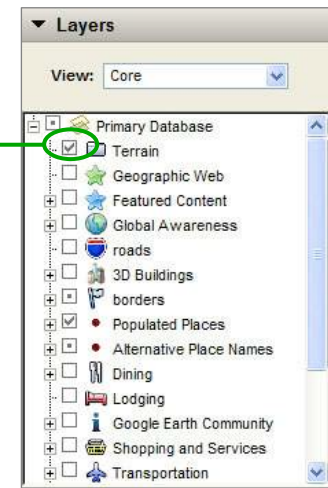 Layers
View: Core
Primary Database
Terrain
Geographic Web
Featured Content
Global Awareness
roads
3D Buildings
borders
Populated Places
Alternative Place Names
Dining
Lodging
Google Earth Community
Shopping and Services
Transportation